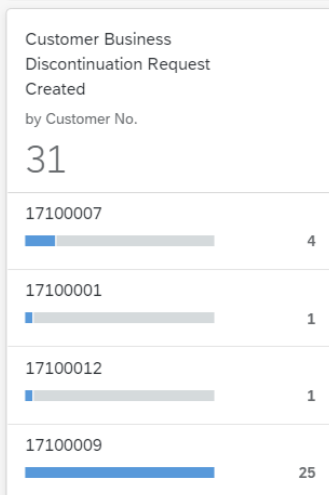 Customer Business
Discontinuation Request
Created
by Customer No.
31
17100007
4
17100001
1
17100012
1
17100009
25